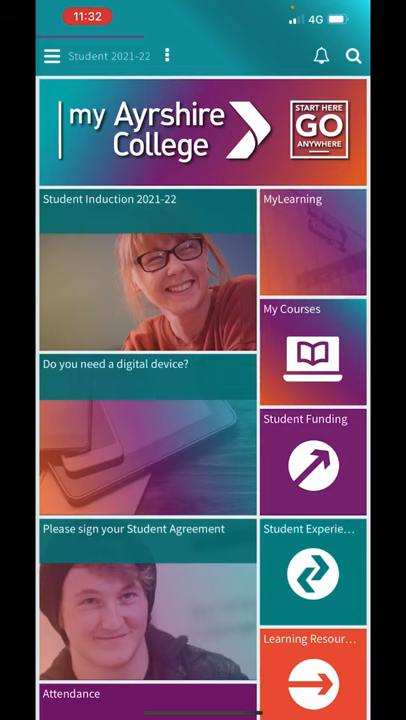 11:32
4G
Student 2021-22
my Ayrshire
College
START HERE
GO
ANYWHERE
Student Induction 2021-22
MyLearning
My Courses
Do you need a digital device?
Student Funding
Please sign your Student Agreement
Student Experie...
Learning Resour...
Attendance